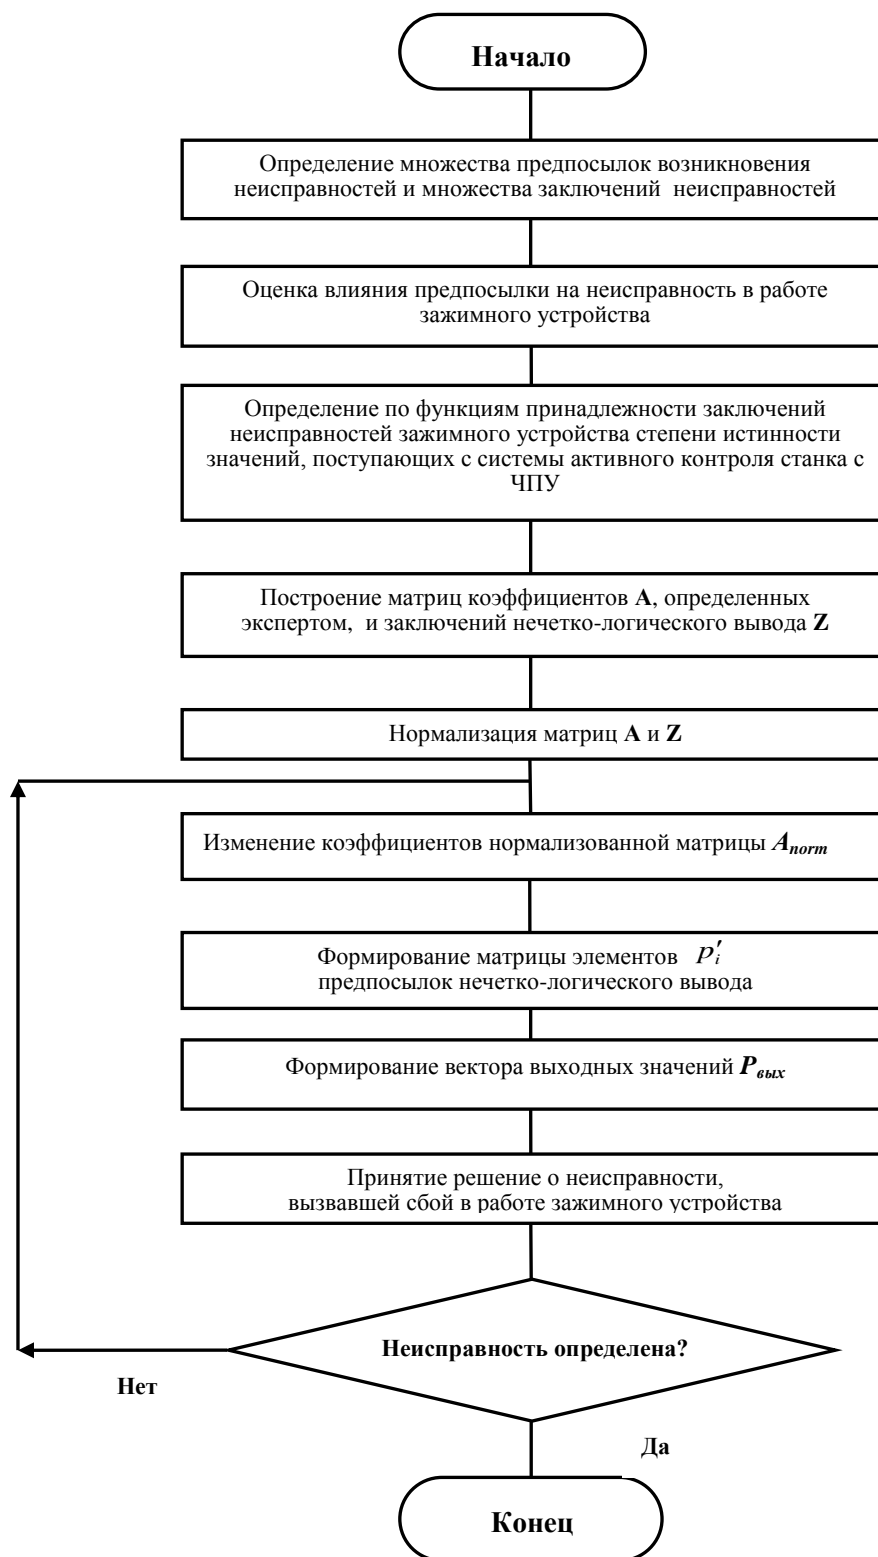 Начало
Определение множества предпосылок возникновения
неисправностей и множества заключений неисправностей
Оценка влияния предпосылки на неисправность в работе
зажимного устройства
Определение по функциям принадлежности заключений
неисправностей зажимного устройства степени истинности
значений, поступающих с системы активного контроля станка с
ЧПУ
Построение матриц коэффициентов A, определенных
экспертом, и заключений нечетко-логического вывода Z
Нормализация матриц A и Z
Изменение коэффициентов нормализованной матрицы A_norm
Формирование матрицы элементов p'_i
предпосылок нечетко-логического вывода
Формирование вектора выходных значений P_вых
Принятие решение о неисправности,
вызвавшей сбой в работе зажимного устройства
Неисправность определена?
Нет
Да
Конец